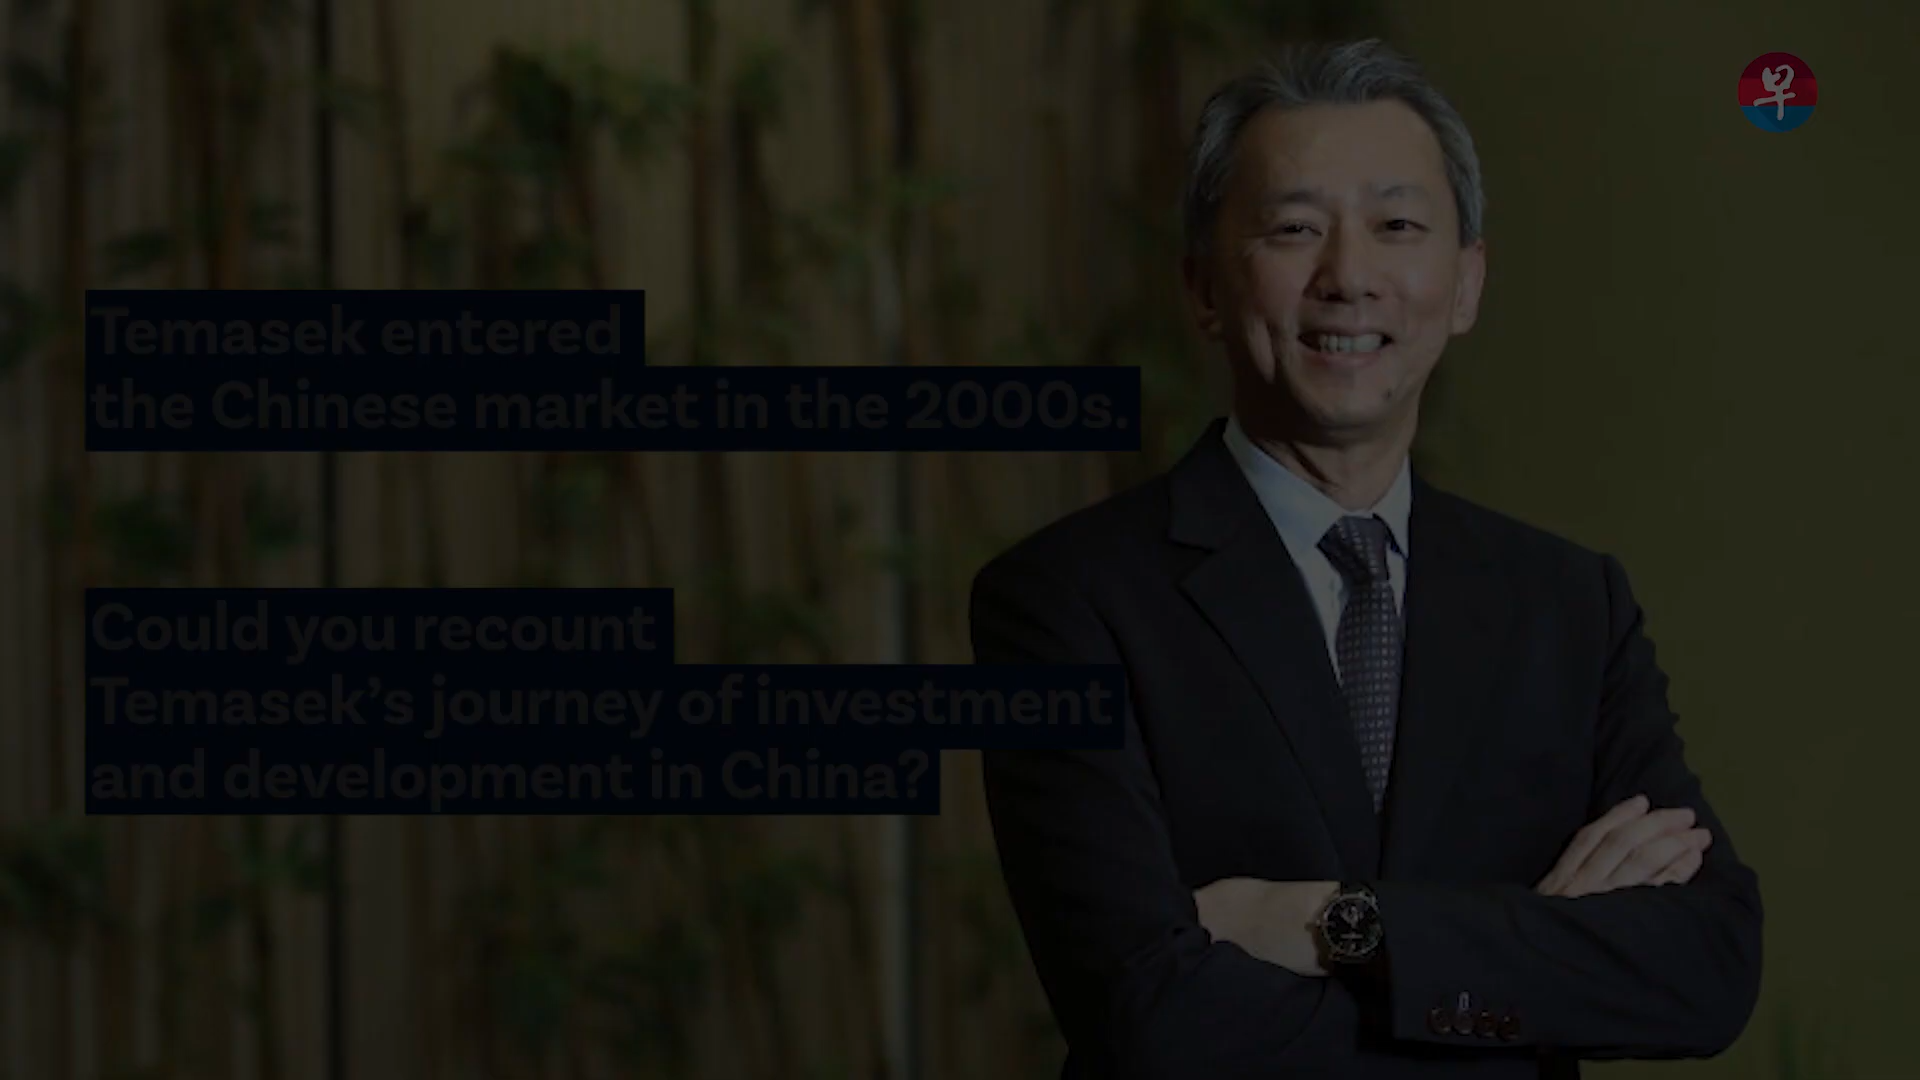 早
Temasek entered
the Chinese market in the 2000s.
Could you recount
Temasek’s journey of investment
and development in China?